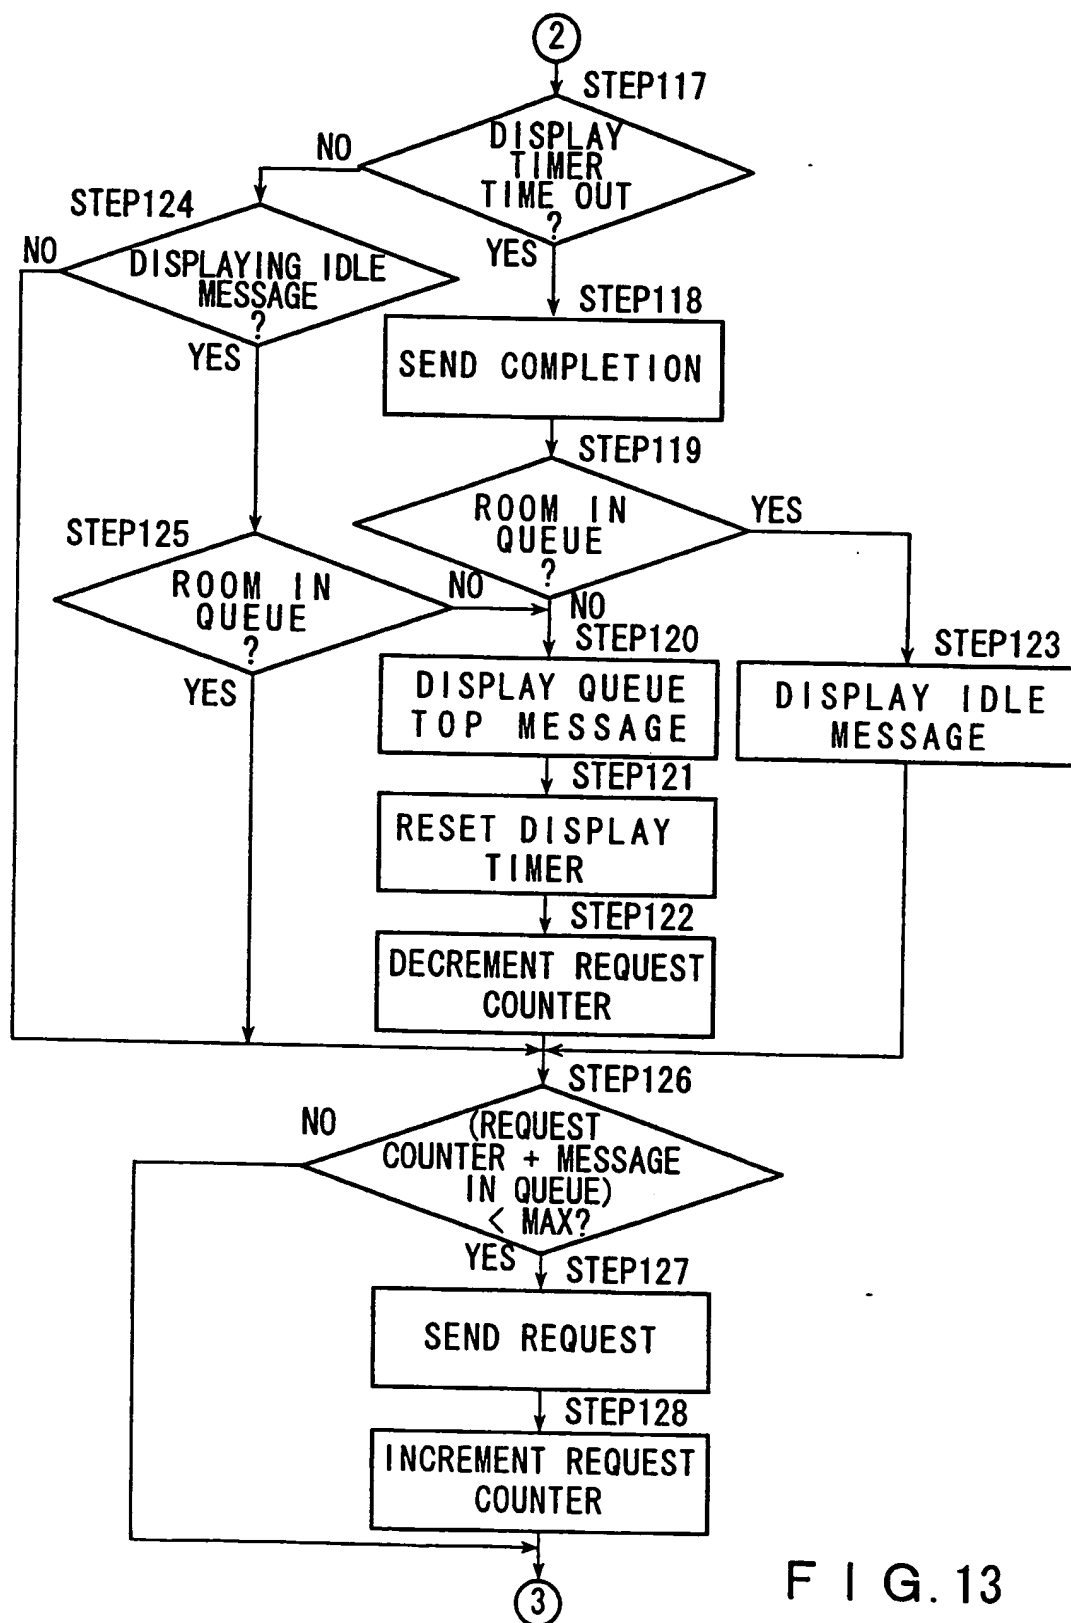 2
STEP117
DISPLAY
TIMER
TIME OUT
?
NO
YES
STEP124
NO
DISPLAYING IDLE
MESSAGE
?
YES
STEP118
SEND COMPLETION
STEP119
ROOM IN
QUEUE
?
YES
NO
STEP125
ROOM IN
QUEUE
?
NO
YES
STEP120
DISPLAY QUEUE
TOP MESSAGE
STEP123
DISPLAY IDLE
MESSAGE
STEP121
RESET DISPLAY
TIMER
STEP122
DECREMENT REQUEST
COUNTER
STEP126
NO
(REQUEST
COUNTER + MESSAGE
IN QUEUE)
< MAX?
YES
STEP127
SEND REQUEST
STEP128
INCREMENT REQUEST
COUNTER
3
FIG. 13